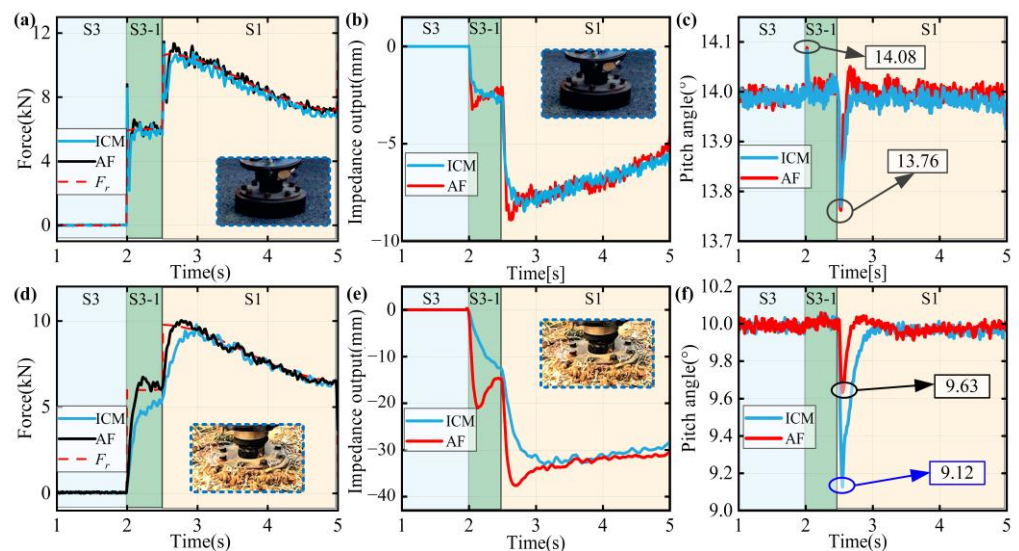 (a)
S3
S3-1
S1
12
8
4
0
Force(kN)
ICM
AF
F_r
1
2
3
4
5
Time(s)
(b)
S3
S3-1
S1
0
−5
−10
Impedance output(mm)
ICM
AF
1
2
3
4
5
Time[s]
(c)
S3
S3-1
S1
14.1
14.0
13.9
13.8
13.7
Pitch angle(°)
14.08
13.76
ICM
AF
1
2
3
4
5
Time[s]
(d)
S3
S3-1
S1
10
5
0
Force(kN)
ICM
AF
F_r
1
2
3
4
5
Time(s)
(e)
S3
S3-1
S1
0
−10
−20
−30
−40
Impedance output(mm)
ICM
AF
1
2
3
4
5
Time(s)
(f)
S3
S3-1
S1
10.0
9.8
9.6
9.4
9.2
9.0
Pitch angle(°)
9.63
9.12
ICM
AF
1
2
3
4
5
Time(s)